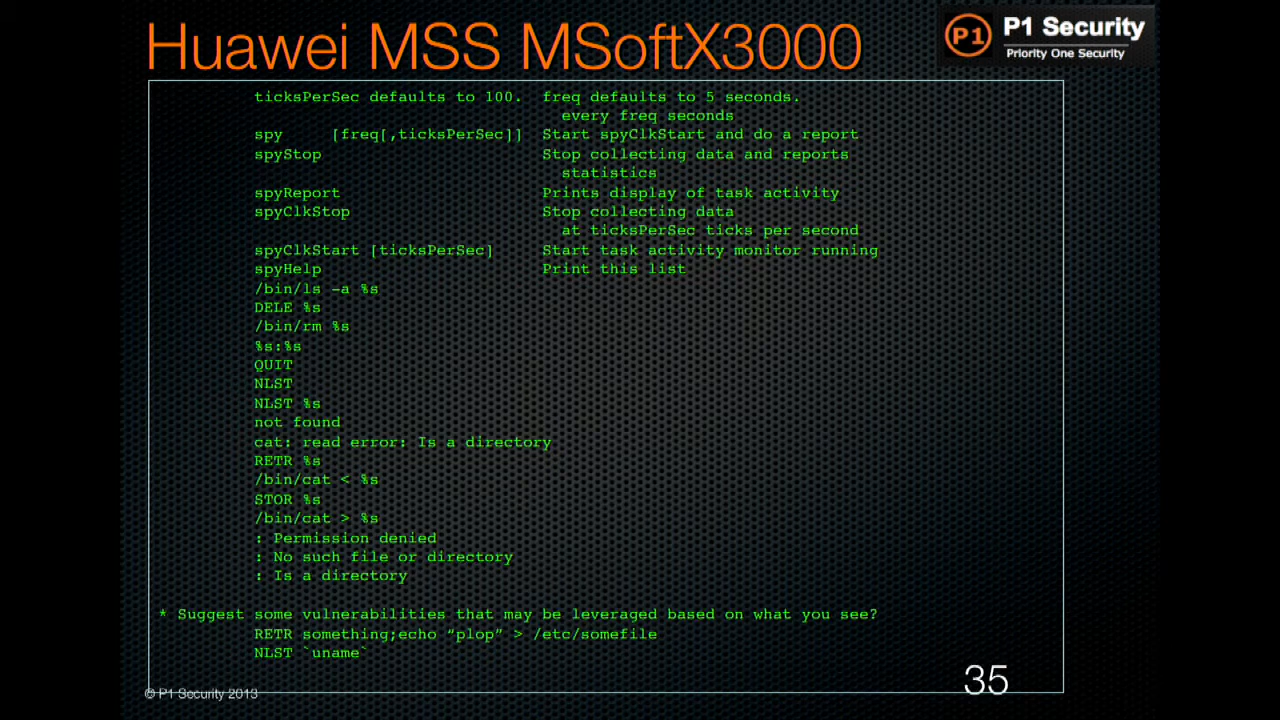 Huawei MSS MSoftX3000
P1 P1 Security
Priority One Security
ticksPerSec defaults to 100.  freq defaults to 5 seconds.
every freq seconds
spy     [freq[,ticksPerSec]]  Start spyClkStart and do a report
spyStop                       Stop collecting data and reports
statistics
spyReport                     Prints display of task activity
spyClkStop                    Stop collecting data
at ticksPerSec ticks per second
spyClkStart [ticksPerSec]     Start task activity monitor running
spyHelp                       Print this list
/bin/ls -a %s
DELE %s
/bin/rm %s
%s:%s
QUIT
NLST
NLST %s
not found
cat: read error: Is a directory
RETR %s
/bin/cat < %s
STOR %s
/bin/cat > %s
: Permission denied
: No such file or directory
: Is a directory
* Suggest some vulnerabilities that may be leveraged based on what you see?
RETR something;echo “plop” > /etc/somefile
NLST `uname`
© P1 Security 2013
35